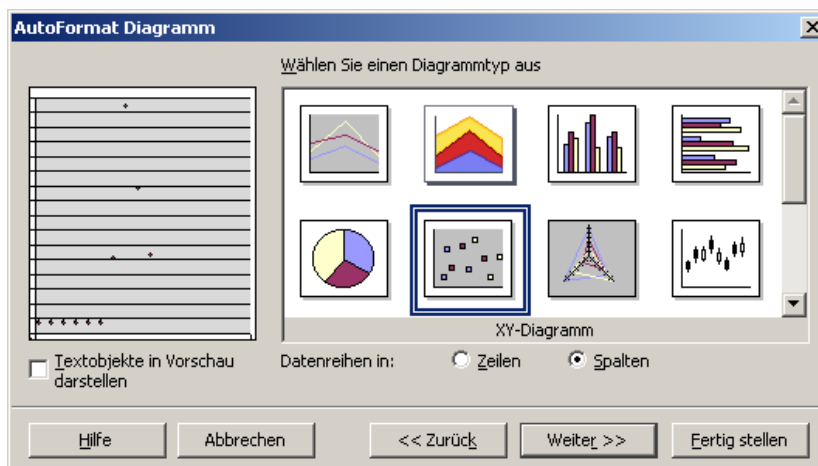 AutoFormat Diagramm
Wählen Sie einen Diagrammtyp aus
XY-Diagramm
Textobjekte in Vorschau
darstellen
Datenreihen in:
Zeilen
Spalten
Hilfe
Abbrechen
<< Zurück
Weiter >>
Fertig stellen